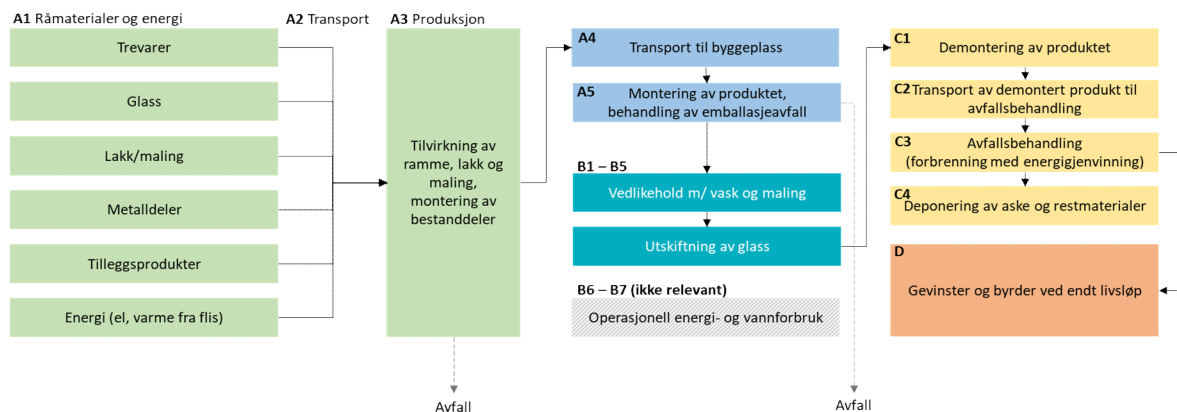 A1 Råmaterialer og energi
Trevarer
Glass
Lakk/maling
Metalldeler
Tilleggsprodukter
Energi (el, varme fra flis)
A2 Transport
A3 Produksjon
Tilvirkning av
ramme, lakk og
maling,
montering av
bestanddeler
Avfall
A4
Transport til byggeplass
A5
Montering av produktet,
behandling av emballasjeavfall
B1 – B5
Vedlikehold m/ vask og maling
Utskiftning av glass
B6 – B7 (ikke relevant)
Operasjonell energi- og vannforbruk
Avfall
C1
Demontering av produktet
C2
Transport av demontert produkt til
avfallsbehandling
C3
Avfallsbehandling
(forbrenning med energigjenvinning)
C4
Deponering av aske og restmaterialer
D
Gevinster og byrder ved endt livsløp